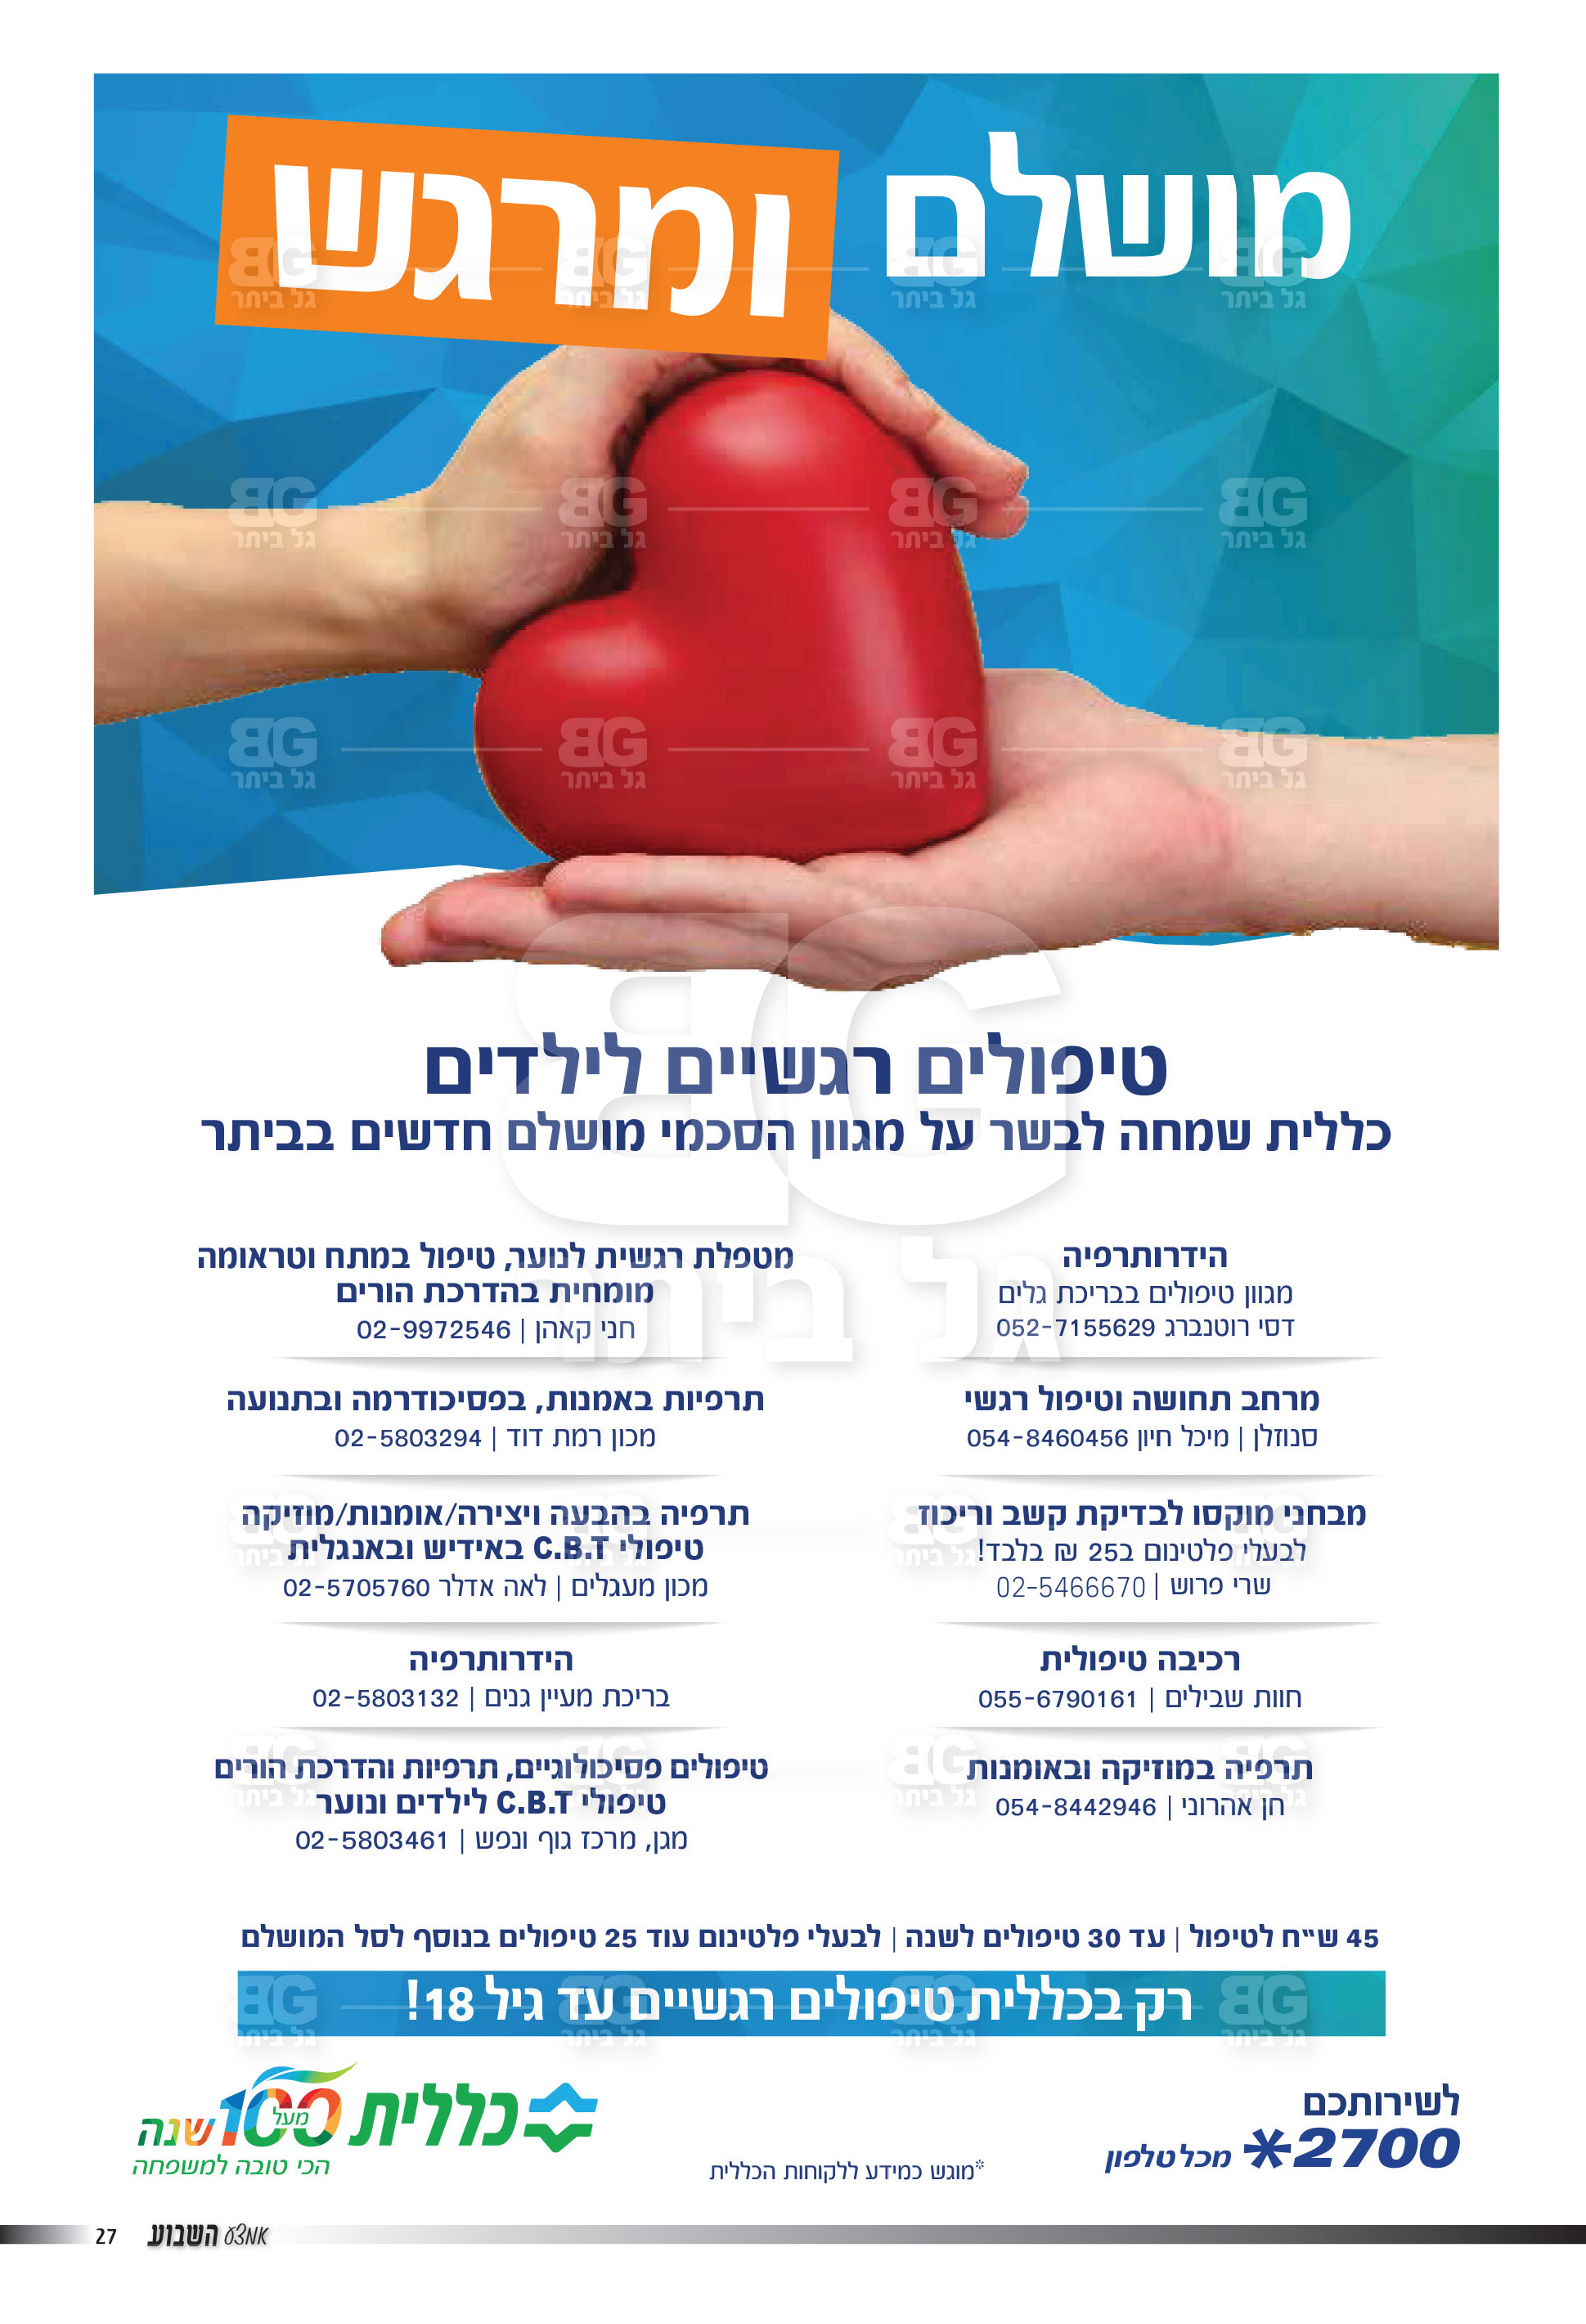 מושלם ומרגש
טיפולים רגשיים לילדים
כללית שמחה לבשר על מגוון הסכמי מושלם חדשים בביתר
הידרותרפיה
מגוון טיפולים בבריכת גלים
דסי רוטנברג 052-7155629
מרחב תחושה וטיפול רגשי
סנוזלן | מיכל חיון 054-8460456
מבחני מוקסו לבדיקת קשב וריכוז
לבעלי פלטינום ב25 ₪ בלבד!
שרי פרוש | 02-5466670
רכיבה טיפולית
חוות שבילים | 055-6790161
תרפיה במוזיקה ובאומנות
חן אהרוני | 054-8442946
מטפלת רגשית לנוער, טיפול במתח וטראומה
מומחית בהדרכת הורים
חני קאהן | 02-9972546
תרפיות באמנות, בפסיכודרמה ובתנועה
מכון רמת דוד | 02-5803294
תרפיה בהבעה ויצירה/אומנות/מוזיקה
טיפולי C.B.T באידיש ובאנגלית
מכון מעגלים | לאה אדלר 02-5705760
הידרותרפיה
בריכת מעיין גנים | 02-5803132
טיפולים פסיכולוגיים, תרפיות והדרכת הורים
טיפולי C.B.T לילדים ונוער
מגן, מרכז גוף ונפש | 02-5803461
45 ש״ח לטיפול | עד 30 טיפולים לשנה | לבעלי פלטינום עוד 25 טיפולים בנוסף לסל המושלם
רק בכללית טיפולים רגשיים עד גיל 18!
לשירותכם
*2700 מכל טלפון
*מוגש כמידע ללקוחות הכללית
כללית מעל 100 שנה
הכי טובה למשפחה
אמצע השבוע 27
BG
גל ביתר